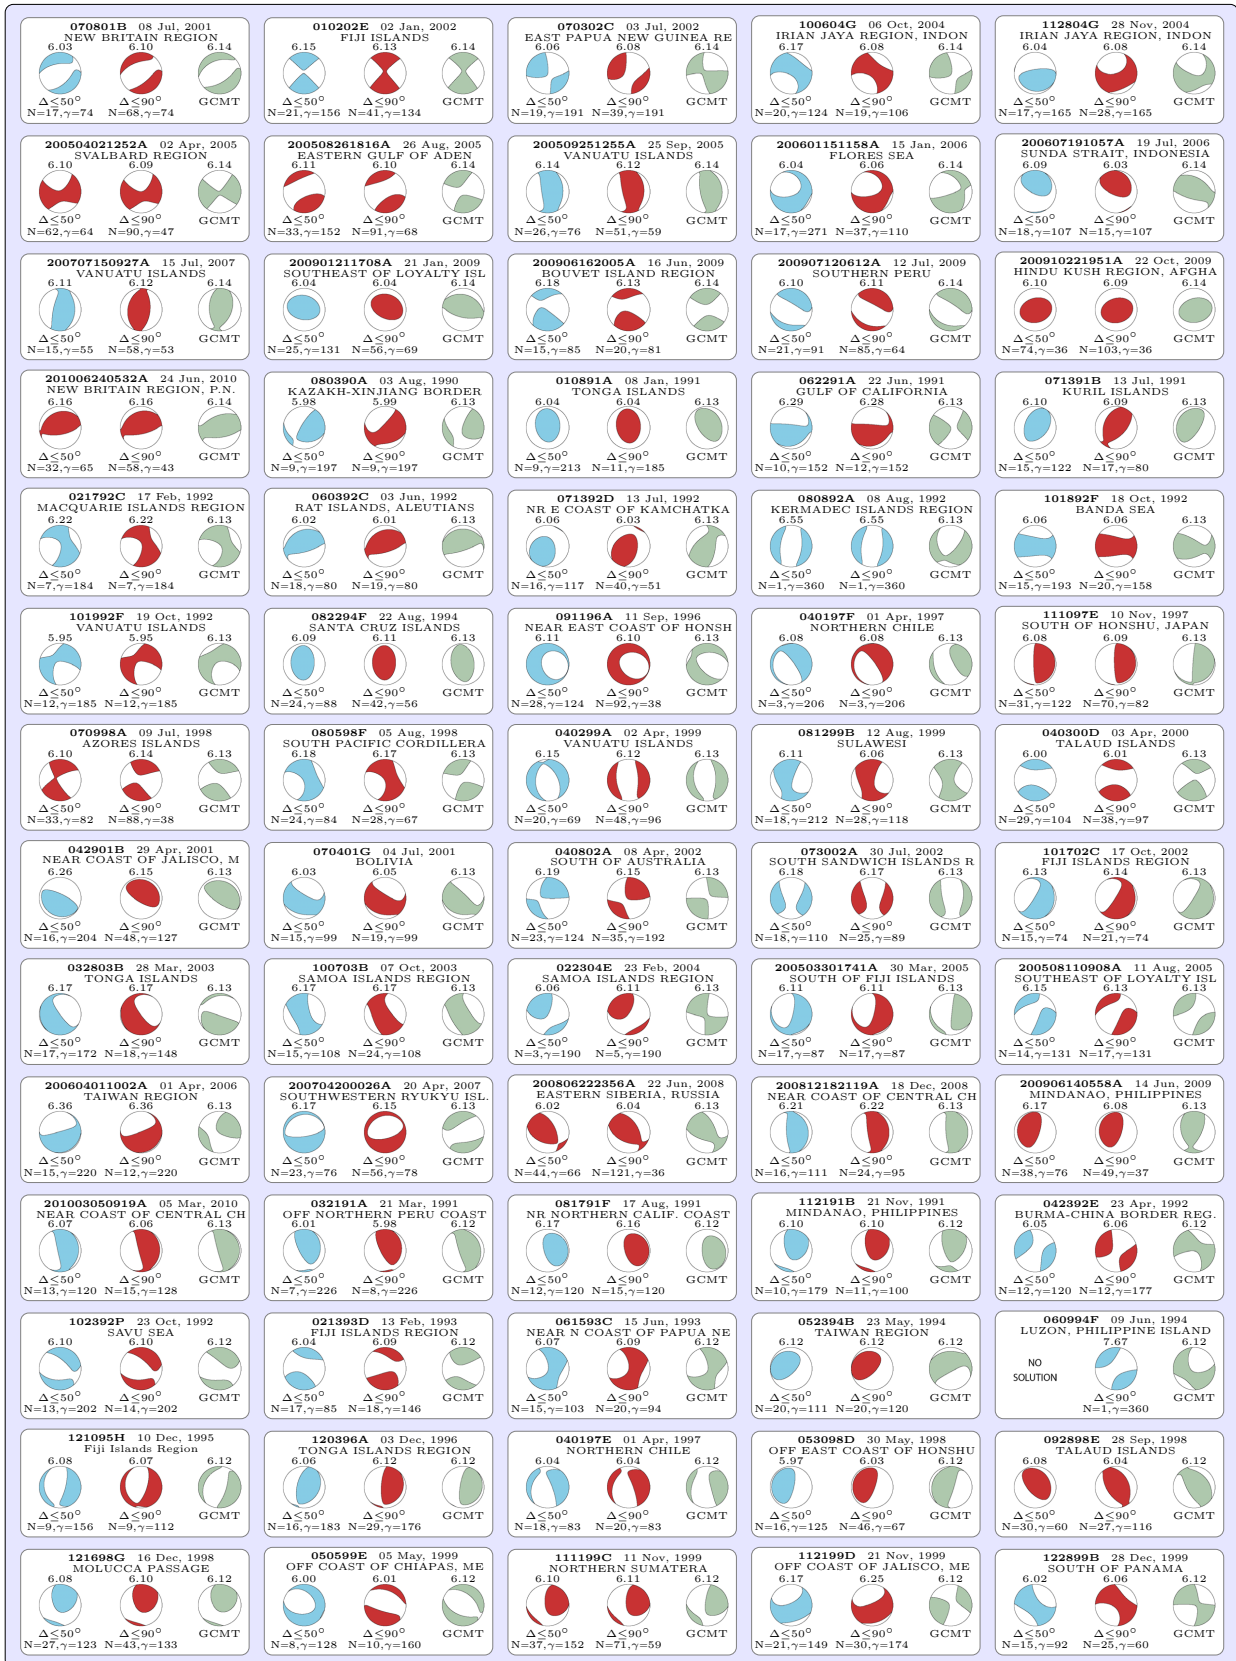 070801B 08 Jul, 2001
NEW BRITAIN REGION
6.03 6.10 6.14
Δ≤50° Δ≤90° GCMT
N=17,γ=74 N=68,γ=74
010202E 02 Jan, 2002
FIJI ISLANDS
6.15 6.13 6.14
Δ≤50° Δ≤90° GCMT
N=21,γ=156 N=41,γ=134
070302C 03 Jul, 2002
EAST PAPUA NEW GUINEA RE
6.06 6.08 6.14
Δ≤50° Δ≤90° GCMT
N=19,γ=191 N=39,γ=191
100604G 06 Oct, 2004
IRIAN JAYA REGION, INDON
6.17 6.08 6.14
Δ≤50° Δ≤90° GCMT
N=20,γ=124 N=19,γ=106
112804G 28 Nov, 2004
IRIAN JAYA REGION, INDON
6.04 6.08 6.14
Δ≤50° Δ≤90° GCMT
N=17,γ=165 N=28,γ=165
200504021252A 02 Apr, 2005
SVALBARD REGION
6.10 6.09 6.14
Δ≤50° Δ≤90° GCMT
N=62,γ=64 N=90,γ=47
200508261816A 26 Aug, 2005
EASTERN GULF OF ADEN
6.11 6.10 6.14
Δ≤50° Δ≤90° GCMT
N=33,γ=152 N=91,γ=68
200509251255A 25 Sep, 2005
VANUATU ISLANDS
6.14 6.12 6.14
Δ≤50° Δ≤90° GCMT
N=26,γ=76 N=51,γ=59
200601151158A 15 Jan, 2006
FLORES SEA
6.04 6.06 6.14
Δ≤50° Δ≤90° GCMT
N=17,γ=271 N=37,γ=110
200607191057A 19 Jul, 2006
SUNDA STRAIT, INDONESIA
6.09 6.03 6.14
Δ≤50° Δ≤90° GCMT
N=18,γ=107 N=15,γ=107
200707150927A 15 Jul, 2007
VANUATU ISLANDS
6.11 6.12 6.14
Δ≤50° Δ≤90° GCMT
N=15,γ=55 N=58,γ=53
200901211708A 21 Jan, 2009
SOUTHEAST OF LOYALTY ISL
6.04 6.04 6.14
Δ≤50° Δ≤90° GCMT
N=25,γ=131 N=56,γ=69
200906162005A 16 Jun, 2009
BOUVET ISLAND REGION
6.18 6.13 6.14
Δ≤50° Δ≤90° GCMT
N=15,γ=85 N=20,γ=81
200907120612A 12 Jul, 2009
SOUTHERN PERU
6.10 6.11 6.14
Δ≤50° Δ≤90° GCMT
N=21,γ=91 N=85,γ=64
200910221951A 22 Oct, 2009
HINDU KUSH REGION, AFGHA
6.10 6.09 6.14
Δ≤50° Δ≤90° GCMT
N=74,γ=36 N=103,γ=36
201006240532A 24 Jun, 2010
NEW BRITAIN REGION, P.N.
6.16 6.16 6.14
Δ≤50° Δ≤90° GCMT
N=32,γ=65 N=58,γ=43
080390A 03 Aug, 1990
KAZAKH-XINJIANG BORDER
5.98 5.99 6.13
Δ≤50° Δ≤90° GCMT
N=9,γ=197 N=9,γ=197
010891A 08 Jan, 1991
TONGA ISLANDS
6.04 6.04 6.13
Δ≤50° Δ≤90° GCMT
N=9,γ=213 N=11,γ=185
062291A 22 Jun, 1991
GULF OF CALIFORNIA
6.29 6.28 6.13
Δ≤50° Δ≤90° GCMT
N=10,γ=152 N=12,γ=152
071391B 13 Jul, 1991
KURIL ISLANDS
6.10 6.09 6.13
Δ≤50° Δ≤90° GCMT
N=15,γ=122 N=17,γ=80
021792C 17 Feb, 1992
MACQUARIE ISLANDS REGION
6.22 6.22 6.13
Δ≤50° Δ≤90° GCMT
N=7,γ=184 N=7,γ=184
060392C 03 Jun, 1992
RAT ISLANDS, ALEUTIANS
6.02 6.01 6.13
Δ≤50° Δ≤90° GCMT
N=18,γ=80 N=19,γ=80
071392D 13 Jul, 1992
NR E COAST OF KAMCHATKA
6.06 6.03 6.13
Δ≤50° Δ≤90° GCMT
N=16,γ=117 N=40,γ=51
080892A 08 Aug, 1992
KERMADEC ISLANDS REGION
6.55 6.55 6.13
Δ≤50° Δ≤90° GCMT
N=1,γ=360 N=1,γ=360
101892F 18 Oct, 1992
BANDA SEA
6.06 6.06 6.13
Δ≤50° Δ≤90° GCMT
N=15,γ=193 N=20,γ=158
101992F 19 Oct, 1992
VANUATU ISLANDS
5.95 5.95 6.13
Δ≤50° Δ≤90° GCMT
N=12,γ=185 N=12,γ=185
082294F 22 Aug, 1994
SANTA CRUZ ISLANDS
6.09 6.11 6.13
Δ≤50° Δ≤90° GCMT
N=24,γ=88 N=42,γ=56
091196A 11 Sep, 1996
NEAR EAST COAST OF HONSH
6.11 6.10 6.13
Δ≤50° Δ≤90° GCMT
N=28,γ=124 N=92,γ=38
040197F 01 Apr, 1997
NORTHERN CHILE
6.08 6.08 6.13
Δ≤50° Δ≤90° GCMT
N=3,γ=206 N=3,γ=206
111097E 10 Nov, 1997
SOUTH OF HONSHU, JAPAN
6.08 6.09 6.13
Δ≤50° Δ≤90° GCMT
N=31,γ=122 N=70,γ=82
070998A 09 Jul, 1998
AZORES ISLANDS
6.10 6.14 6.13
Δ≤50° Δ≤90° GCMT
N=33,γ=82 N=88,γ=38
080598F 05 Aug, 1998
SOUTH PACIFIC CORDILLERA
6.18 6.17 6.13
Δ≤50° Δ≤90° GCMT
N=24,γ=84 N=28,γ=67
040299A 02 Apr, 1999
VANUATU ISLANDS
6.15 6.12 6.13
Δ≤50° Δ≤90° GCMT
N=20,γ=69 N=48,γ=96
081299B 12 Aug, 1999
SULAWESI
6.11 6.06 6.13
Δ≤50° Δ≤90° GCMT
N=18,γ=212 N=28,γ=118
040300D 03 Apr, 2000
TALAUD ISLANDS
6.00 6.01 6.13
Δ≤50° Δ≤90° GCMT
N=29,γ=104 N=38,γ=97
042901B 29 Apr, 2001
NEAR COAST OF JALISCO, M
6.26 6.15 6.13
Δ≤50° Δ≤90° GCMT
N=16,γ=204 N=48,γ=127
070401G 04 Jul, 2001
BOLIVIA
6.03 6.05 6.13
Δ≤50° Δ≤90° GCMT
N=15,γ=99 N=19,γ=99
040802A 08 Apr, 2002
SOUTH OF AUSTRALIA
6.19 6.15 6.13
Δ≤50° Δ≤90° GCMT
N=23,γ=124 N=35,γ=192
073002A 30 Jul, 2002
SOUTH SANDWICH ISLANDS R
6.18 6.17 6.13
Δ≤50° Δ≤90° GCMT
N=18,γ=110 N=25,γ=89
101702C 17 Oct, 2002
FIJI ISLANDS REGION
6.13 6.14 6.13
Δ≤50° Δ≤90° GCMT
N=15,γ=74 N=21,γ=74
032803B 28 Mar, 2003
TONGA ISLANDS
6.17 6.17 6.13
Δ≤50° Δ≤90° GCMT
N=17,γ=172 N=18,γ=148
100703B 07 Oct, 2003
SAMOA ISLANDS REGION
6.17 6.17 6.13
Δ≤50° Δ≤90° GCMT
N=15,γ=108 N=24,γ=108
022304E 23 Feb, 2004
SAMOA ISLANDS REGION
6.06 6.11 6.13
Δ≤50° Δ≤90° GCMT
N=3,γ=190 N=5,γ=190
200503301741A 30 Mar, 2005
SOUTH OF FIJI ISLANDS
6.11 6.11 6.13
Δ≤50° Δ≤90° GCMT
N=17,γ=87 N=17,γ=87
200508110908A 11 Aug, 2005
SOUTHEAST OF LOYALTY ISL
6.15 6.13 6.13
Δ≤50° Δ≤90° GCMT
N=14,γ=131 N=17,γ=131
200604011002A 01 Apr, 2006
TAIWAN REGION
6.36 6.36 6.13
Δ≤50° Δ≤90° GCMT
N=15,γ=220 N=12,γ=220
200704200026A 20 Apr, 2007
SOUTHWESTERN RYUKYU ISL.
6.17 6.15 6.13
Δ≤50° Δ≤90° GCMT
N=23,γ=76 N=56,γ=78
200806222356A 22 Jun, 2008
EASTERN SIBERIA, RUSSIA
6.02 6.04 6.13
Δ≤50° Δ≤90° GCMT
N=44,γ=66 N=121,γ=36
200812182119A 18 Dec, 2008
NEAR COAST OF CENTRAL CH
6.21 6.22 6.13
Δ≤50° Δ≤90° GCMT
N=16,γ=111 N=24,γ=95
200906140558A 14 Jun, 2009
MINDANAO, PHILIPPINES
6.17 6.08 6.13
Δ≤50° Δ≤90° GCMT
N=38,γ=76 N=49,γ=37
201003050919A 05 Mar, 2010
NEAR COAST OF CENTRAL CH
6.07 6.06 6.13
Δ≤50° Δ≤90° GCMT
N=13,γ=120 N=15,γ=128
032191A 21 Mar, 1991
OFF NORTHERN PERU COAST
6.01 5.98 6.12
Δ≤50° Δ≤90° GCMT
N=7,γ=226 N=8,γ=226
081791F 17 Aug, 1991
NR NORTHERN CALIF. COAST
6.17 6.16 6.12
Δ≤50° Δ≤90° GCMT
N=12,γ=120 N=15,γ=120
112191B 21 Nov, 1991
MINDANAO, PHILIPPINES
6.10 6.10 6.12
Δ≤50° Δ≤90° GCMT
N=10,γ=179 N=11,γ=100
042392E 23 Apr, 1992
BURMA-CHINA BORDER REG.
6.05 6.06 6.12
Δ≤50° Δ≤90° GCMT
N=12,γ=120 N=12,γ=177
102392P 23 Oct, 1992
SAVU SEA
6.10 6.10 6.12
Δ≤50° Δ≤90° GCMT
N=13,γ=202 N=14,γ=202
021393D 13 Feb, 1993
FIJI ISLANDS REGION
6.04 6.09 6.12
Δ≤50° Δ≤90° GCMT
N=17,γ=85 N=18,γ=146
061593C 15 Jun, 1993
NEAR N COAST OF PAPUA NE
6.07 6.09 6.12
Δ≤50° Δ≤90° GCMT
N=15,γ=103 N=20,γ=94
052394B 23 May, 1994
TAIWAN REGION
6.12 6.12 6.12
Δ≤50° Δ≤90° GCMT
N=20,γ=111 N=20,γ=120
060994F 09 Jun, 1994
LUZON, PHILIPPINE ISLAND
7.67 6.12
NO
SOLUTION
Δ≤90° GCMT
N=1,γ=360
121095H 10 Dec, 1995
Fiji Islands Region
6.08 6.07 6.12
Δ≤50° Δ≤90° GCMT
N=9,γ=156 N=9,γ=112
120396A 03 Dec, 1996
TONGA ISLANDS REGION
6.06 6.12 6.12
Δ≤50° Δ≤90° GCMT
N=16,γ=183 N=29,γ=176
040197E 01 Apr, 1997
NORTHERN CHILE
6.04 6.04 6.12
Δ≤50° Δ≤90° GCMT
N=18,γ=83 N=20,γ=83
053098D 30 May, 1998
OFF EAST COAST OF HONSHU
5.97 6.03 6.12
Δ≤50° Δ≤90° GCMT
N=16,γ=125 N=46,γ=67
092898E 28 Sep, 1998
TALAUD ISLANDS
6.08 6.04 6.12
Δ≤50° Δ≤90° GCMT
N=30,γ=60 N=27,γ=116
121698G 16 Dec, 1998
MOLUCCA PASSAGE
6.08 6.10 6.12
Δ≤50° Δ≤90° GCMT
N=27,γ=123 N=43,γ=133
050599E 05 May, 1999
OFF COAST OF CHIAPAS, ME
6.00 6.01 6.12
Δ≤50° Δ≤90° GCMT
N=8,γ=128 N=10,γ=160
111199C 11 Nov, 1999
NORTHERN SUMATERA
6.10 6.11 6.12
Δ≤50° Δ≤90° GCMT
N=37,γ=152 N=71,γ=59
112199D 21 Nov, 1999
OFF COAST OF JALISCO, ME
6.17 6.25 6.12
Δ≤50° Δ≤90° GCMT
N=21,γ=149 N=30,γ=174
122899B 28 Dec, 1999
SOUTH OF PANAMA
6.02 6.06 6.12
Δ≤50° Δ≤90° GCMT
N=15,γ=92 N=25,γ=60